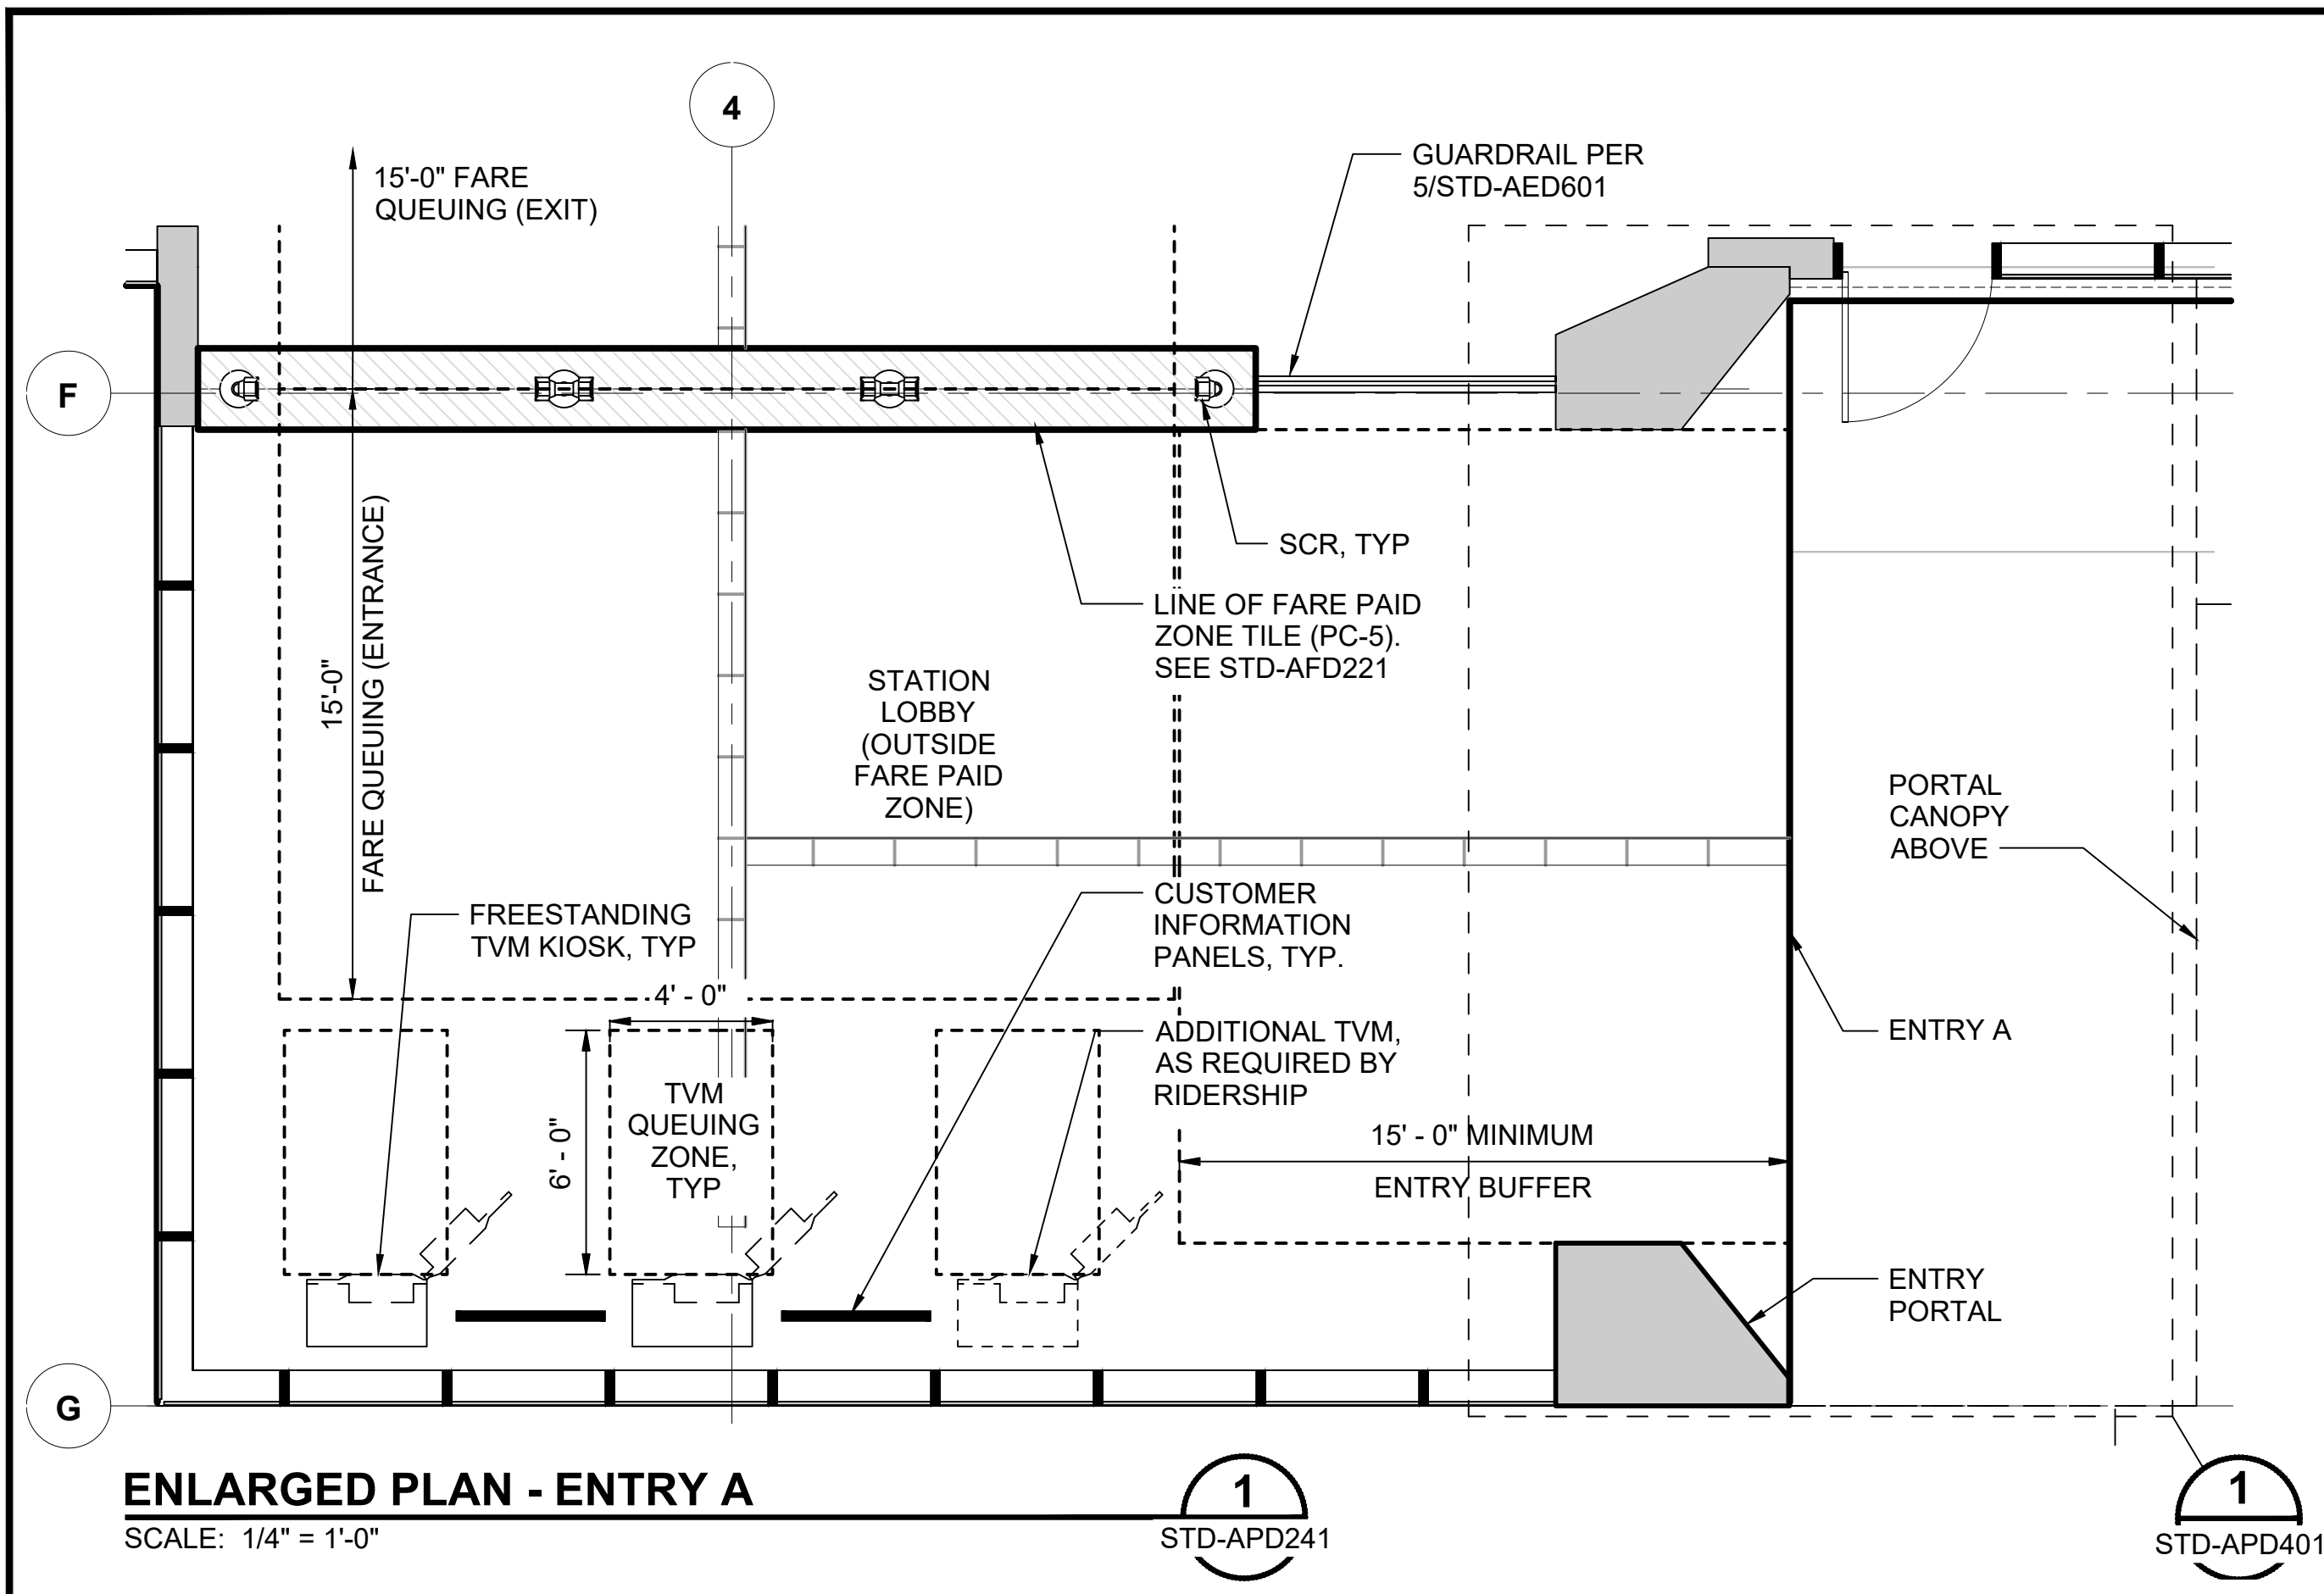 4
15'-0" FARE
QUEUING (EXIT)
GUARDRAIL PER
5/STD-AED601
F
SCR, TYP
LINE OF FARE PAID
ZONE TILE (PC-5).
SEE STD-AFD221
15'-0"
FARE QUEUING (ENTRANCE)
STATION
LOBBY
(OUTSIDE
FARE PAID
ZONE)
PORTAL
CANOPY
ABOVE
FREESTANDING
TVM KIOSK, TYP
CUSTOMER
INFORMATION
PANELS, TYP.
4' - 0"
ENTRY A
ADDITIONAL TVM,
AS REQUIRED BY
RIDERSHIP
6' - 0"
TVM
QUEUING
ZONE,
TYP
15' - 0" MINIMUM
ENTRY BUFFER
ENTRY
PORTAL
G
ENLARGED PLAN - ENTRY A
SCALE: 1/4" = 1'-0"
1
STD-APD241
1
STD-APD401